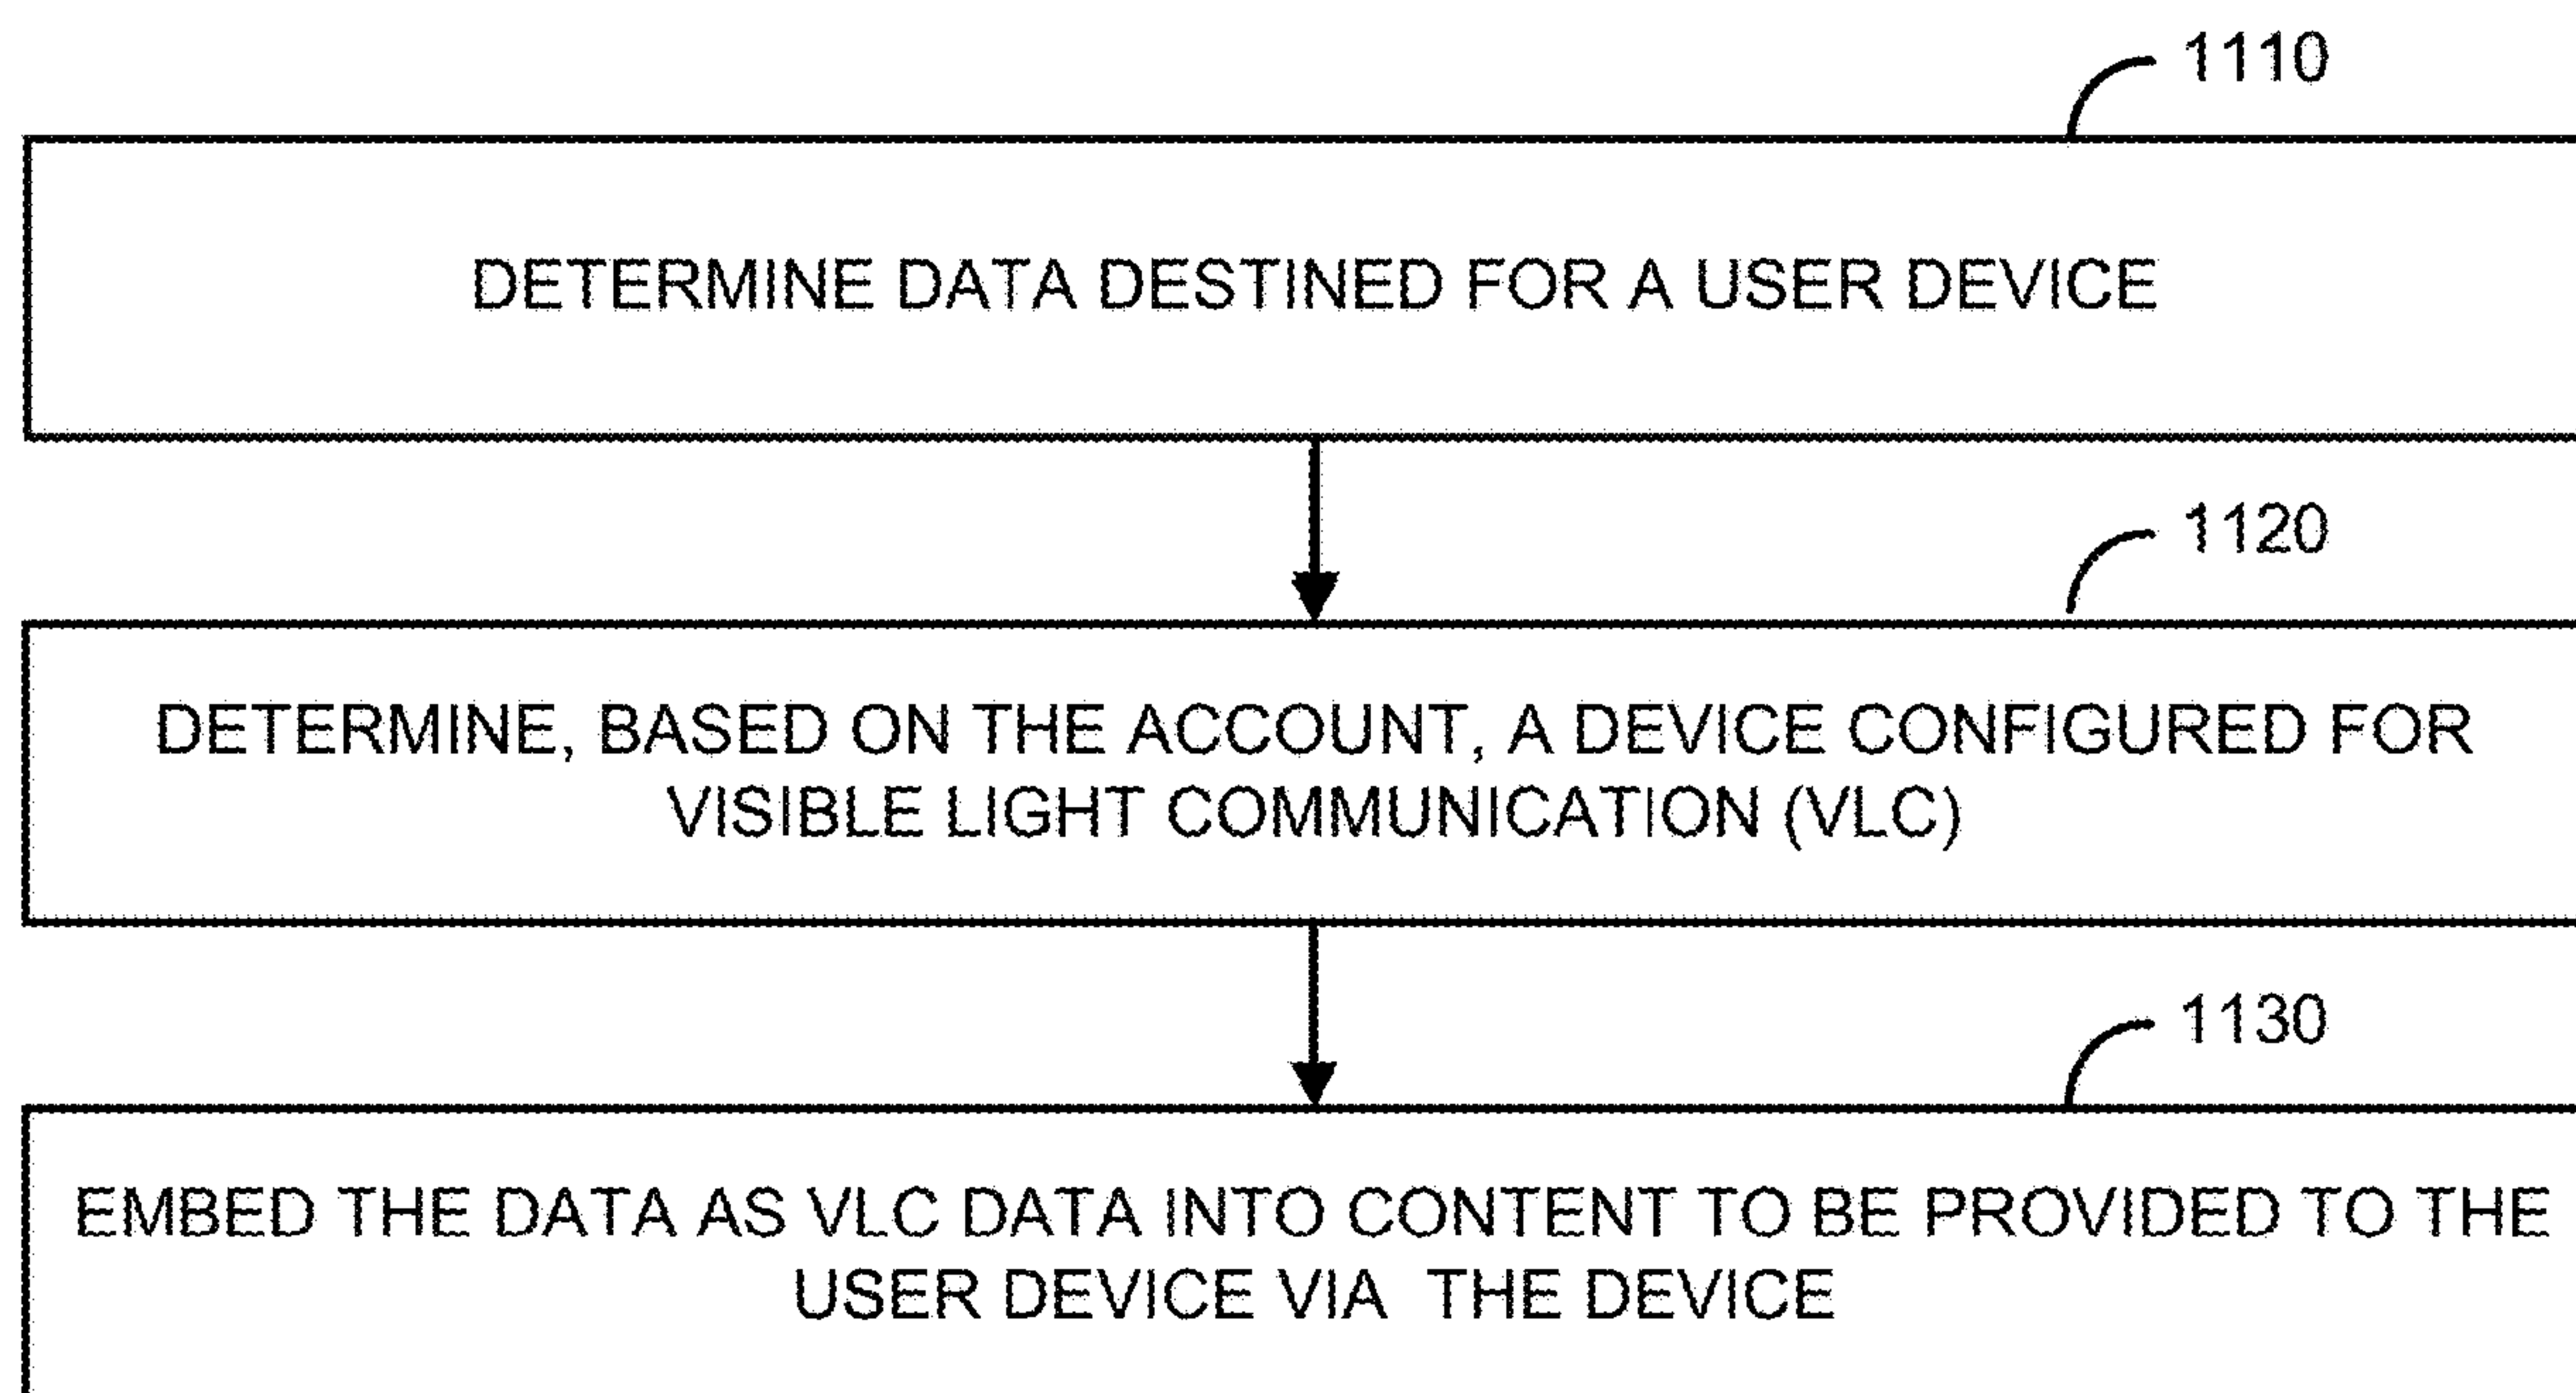 1110
DETERMINE DATA DESTINED FOR A USER DEVICE
1120
DETERMINE, BASED ON THE ACCOUNT, A DEVICE CONFIGURED FOR
VISIBLE LIGHT COMMUNICATION (VLC)
1130
EMBED THE DATA AS VLC DATA INTO CONTENT TO BE PROVIDED TO THE
USER DEVICE VIA THE DEVICE